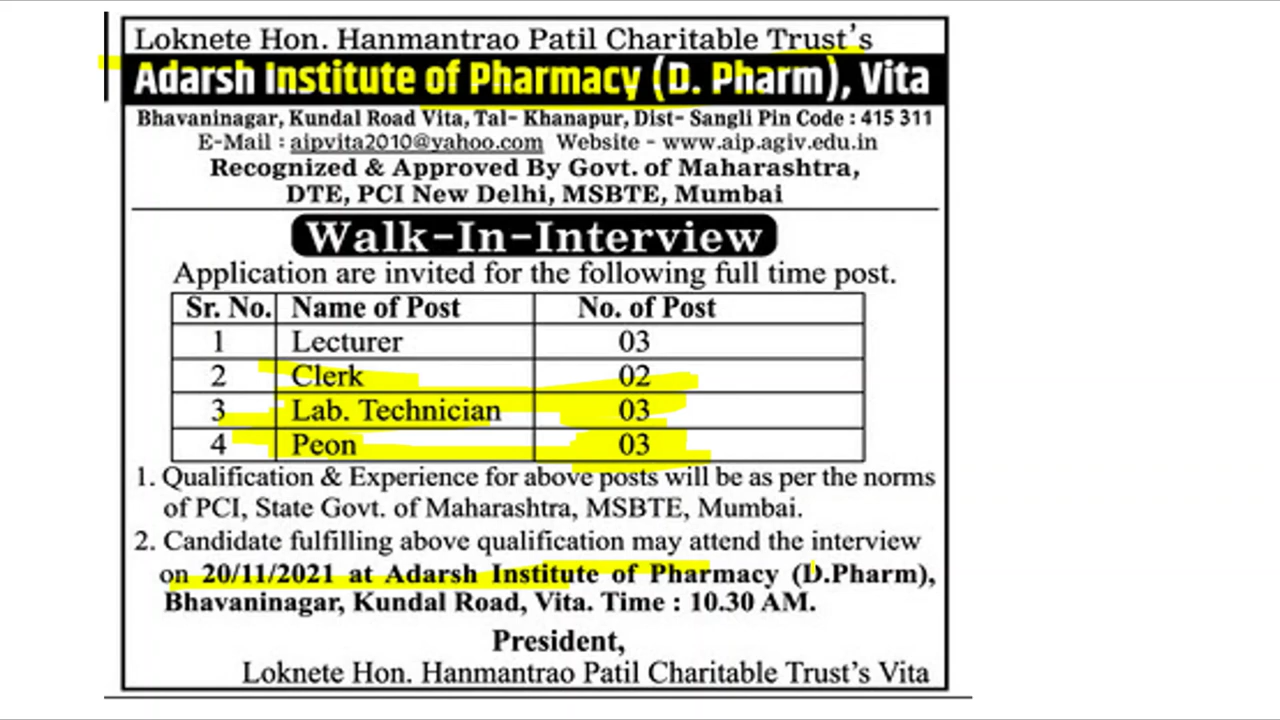 Loknete Hon. Hanmantrao Patil Charitable Trust's
Adarsh Institute of Pharmacy (D. Pharm), Vita
Bhavaninagar, Kundal Road Vita, Tal- Khanapur, Dist- Sangli Pin Code : 415 311
E-Mail : aipvita2010@yahoo.com Website - www.aip.agiv.edu.in
Recognized & Approved By Govt. of Maharashtra,
DTE, PCI New Delhi, MSBTE, Mumbai
Walk-In-Interview
Application are invited for the following full time post.
Sr. No. Name of Post No. of Post
1 Lecturer 03
2 Clerk 02
3 Lab. Technician 03
4 Peon 03
1. Qualification & Experience for above posts will be as per the norms
of PCI, State Govt. of Maharashtra, MSBTE, Mumbai.
2. Candidate fulfilling above qualification may attend the interview
on 20/11/2021 at Adarsh Institute of Pharmacy (D.Pharm),
Bhavaninagar, Kundal Road, Vita. Time : 10.30 AM.
President,
Loknete Hon. Hanmantrao Patil Charitable Trust's Vita